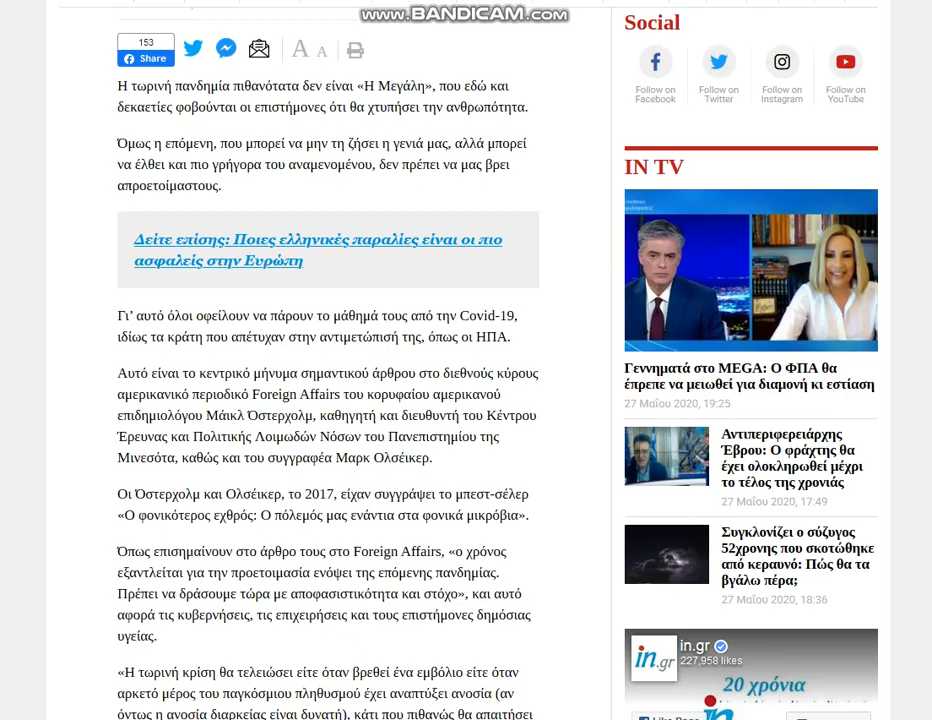 www.BANDICAM.com
153
Share
A A
Η τωρινή πανδημία πιθανότατα δεν είναι «Η Μεγάλη», που εδώ και
δεκαετίες φοβούνται οι επιστήμονες ότι θα χτυπήσει την ανθρωπότητα.
Όμως η επόμενη, που μπορεί να μην τη ζήσει η γενιά μας, αλλά μπορεί
να έλθει και πιο γρήγορα του αναμενομένου, δεν πρέπει να μας βρει
απροετοίμαστους.
Δείτε επίσης: Ποιες ελληνικές παραλίες είναι οι πιο
ασφαλείς στην Ευρώπη
Γι’ αυτό όλοι οφείλουν να πάρουν το μάθημά τους από την Covid-19,
ιδίως τα κράτη που απέτυχαν στην αντιμετώπισή της, όπως οι ΗΠΑ.
Αυτό είναι το κεντρικό μήνυμα σημαντικού άρθρου στο διεθνούς κύρους
αμερικανικό περιοδικό Foreign Affairs του κορυφαίου αμερικανού
επιδημιολόγου Μάικλ Όστερχολμ, καθηγητή και διευθυντή του Κέντρου
Έρευνας και Πολιτικής Λοιμωδών Νόσων του Πανεπιστημίου της
Μινεσότα, καθώς και του συγγραφέα Μαρκ Ολσέικερ.
Οι Όστερχολμ και Ολσέικερ, το 2017, είχαν συγγράψει το μπεστ-σέλερ
«Ο φονικότερος εχθρός: Ο πόλεμός μας ενάντια στα φονικά μικρόβια».
Όπως επισημαίνουν στο άρθρο τους στο Foreign Affairs, «ο χρόνος
εξαντλείται για την προετοιμασία ενόψει της επόμενης πανδημίας.
Πρέπει να δράσουμε τώρα με αποφασιστικότητα και στόχο», και αυτό
αφορά τις κυβερνήσεις, τις επιχειρήσεις και τους επιστήμονες δημόσιας
υγείας.
«Η τωρινή κρίση θα τελειώσει είτε όταν βρεθεί ένα εμβόλιο είτε όταν
αρκετό μέρος του παγκόσμιου πληθυσμού έχει αναπτύξει ανοσία (αν
όντως η ανοσία διαρκείας είναι δυνατή), κάτι που πιθανώς θα απαιτήσει
Social
Follow on Facebook
Follow on Twitter
Follow on Instagram
Follow on YouTube
IN TV
Γεννηματά στο MEGA: Ο ΦΠΑ θα
έπρεπε να μειωθεί για διαμονή κι εστίαση
27 Μαΐου 2020, 19:25
Αντιπεριφερειάρχης
Έβρου: Ο φράχτης θα
έχει ολοκληρωθεί μέχρι
το τέλος της χρονιάς
27 Μαΐου 2020, 17:49
Συγκλονίζει ο σύζυγος
52χρονης που σκοτώθηκε
από κεραυνό: Πώς θα τα
βγάλω πέρα;
27 Μαΐου 2020, 18:36
in.gr
in.gr
227,958 likes
20 χρόνια